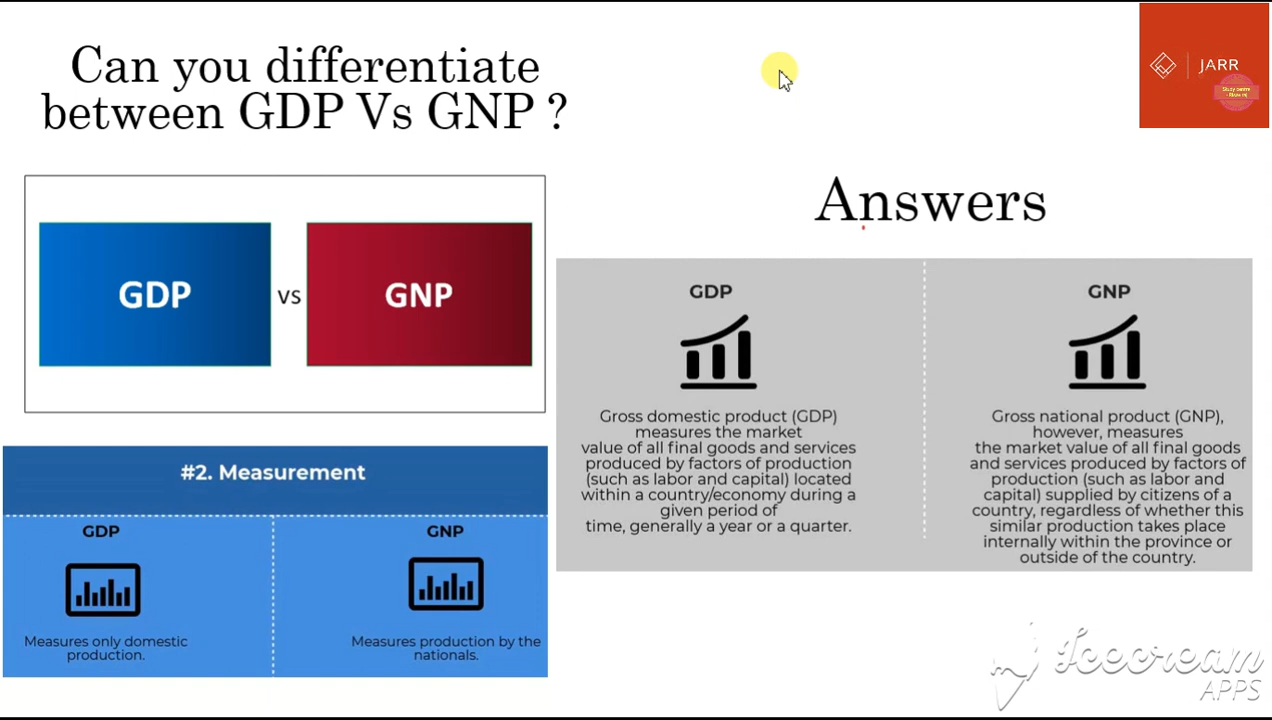 Can you differentiate
between GDP Vs GNP ?
JARR
Study centre
GDP
vs
GNP
Answers
GDP
Gross domestic product (GDP)
measures the market
value of all final goods and services
produced by factors of production
(such as labor and capital) located
within a country/economy during a
given period of
time, generally a year or a quarter.
GNP
Gross national product (GNP),
however, measures
the market value of all final goods
and services produced by factors of
production (such as labor and
capital) supplied by citizens of a
country, regardless of whether this
similar production takes place
internally within the province or
outside of the country.
#2. Measurement
GDP
Measures only domestic
production.
GNP
Measures production by the
nationals.
Icecream
APPS